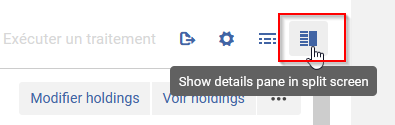 Exécuter un traitement
Show details pane in split screen
Modifier holdings
Voir holdings